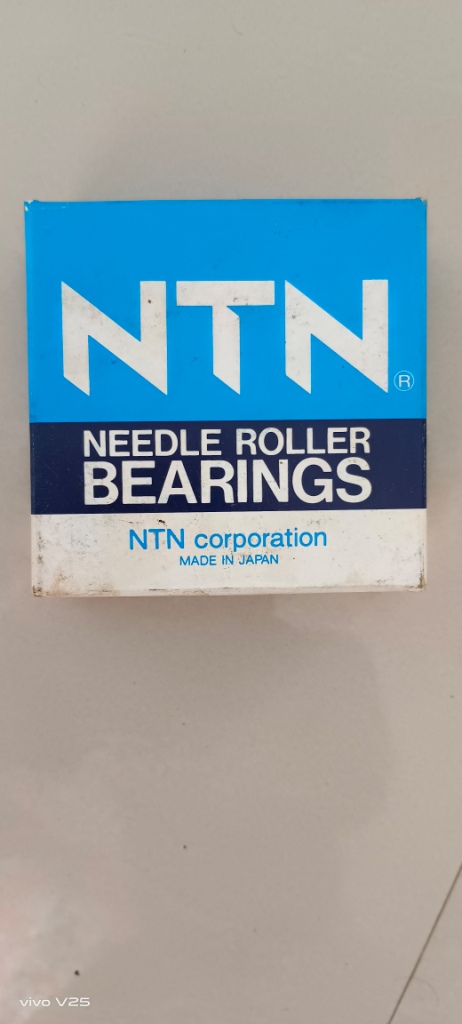 NTN
®
NEEDLE ROLLER
BEARINGS
NTN corporation
MADE IN JAPAN
vivo V25